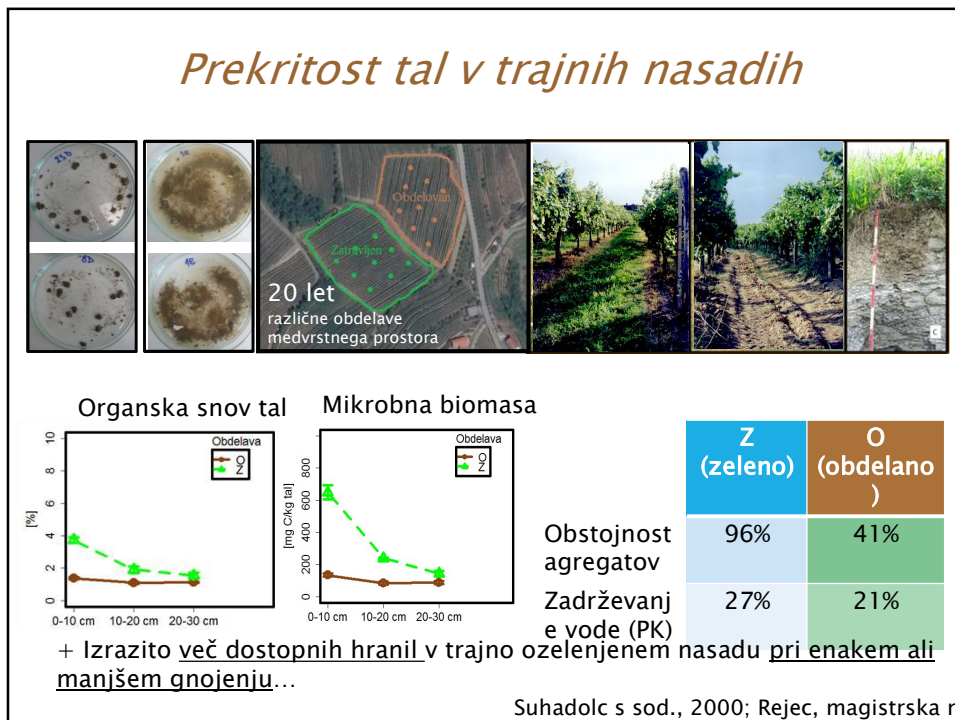 Prekritost tal v trajnih nasadih
Obdelovan
Zatravljen
20 let
različne obdelave
medvrstnega prostora
C
Organska snov tal
[%]
10
8
6
4
2
0
Obdelava
O
Z
0-10 cm 10-20 cm 20-30 cm
Mikrobna biomasa
[mg C/kg tal]
800
600
400
200
0
Obdelava
O
Z
0-10 cm 10-20 cm 20-30 cm
Z
(zeleno)
O
(obdelano
)
Obstojnost
agregatov
96%
41%
Zadrževanj
e vode (PK)
27%
21%
+ Izrazito več dostopnih hranil v trajno ozelenjenem nasadu pri enakem ali
manjšem gnojenju...
Suhadolc s sod., 2000; Rejec, magistrska r